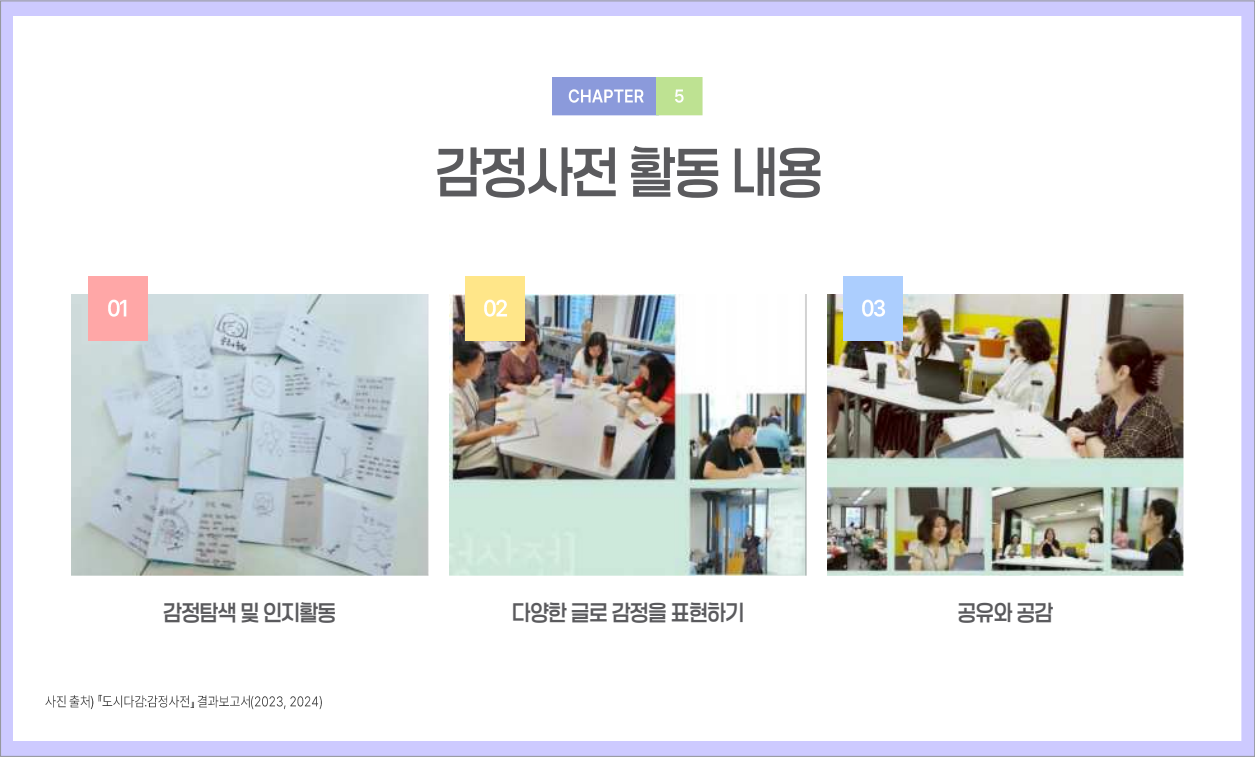 CHAPTER 5
감정사전 활동 내용
01
02
03
감정탐색 및 인지활동
다양한 글로 감정을 표현하기
공유와 공감
사진 출처) 『도시다감:감정사전』 결과보고서(2023, 2024)